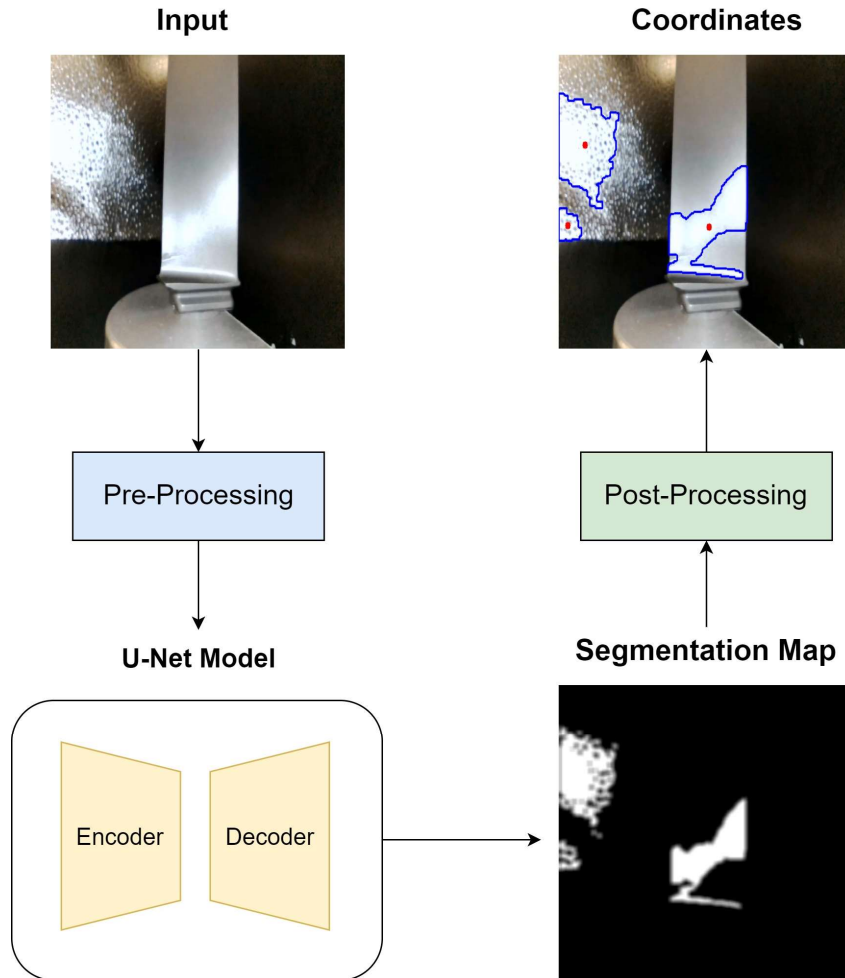 Input
Coordinates
Pre-Processing
Post-Processing
U-Net Model
Segmentation Map
Encoder
Decoder